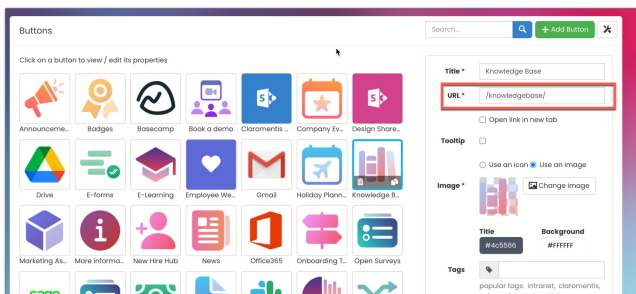 Buttons
Search...
+ Add Button
Click on a button to view / edit its properties
Announceme...
Badges
Basecamp
Book a demo
Claromentis ...
Company Ev...
Design Share...
Drive
E-forms
E-Learning
Employee We...
Gmail
Holiday Plann...
Knowledge B...
Marketing As...
More informa...
New Hire Hub
News
Office365
Onboarding T...
Open Surveys
Title *
Knowledge Base
URL *
/knowledgebase/
Open link in new tab
Tooltip
Use an icon
Use an image
Image *
Change image
Title
Background
#4c5566
#FFFFFF
Tags
popular tags: intranet, claromentis,